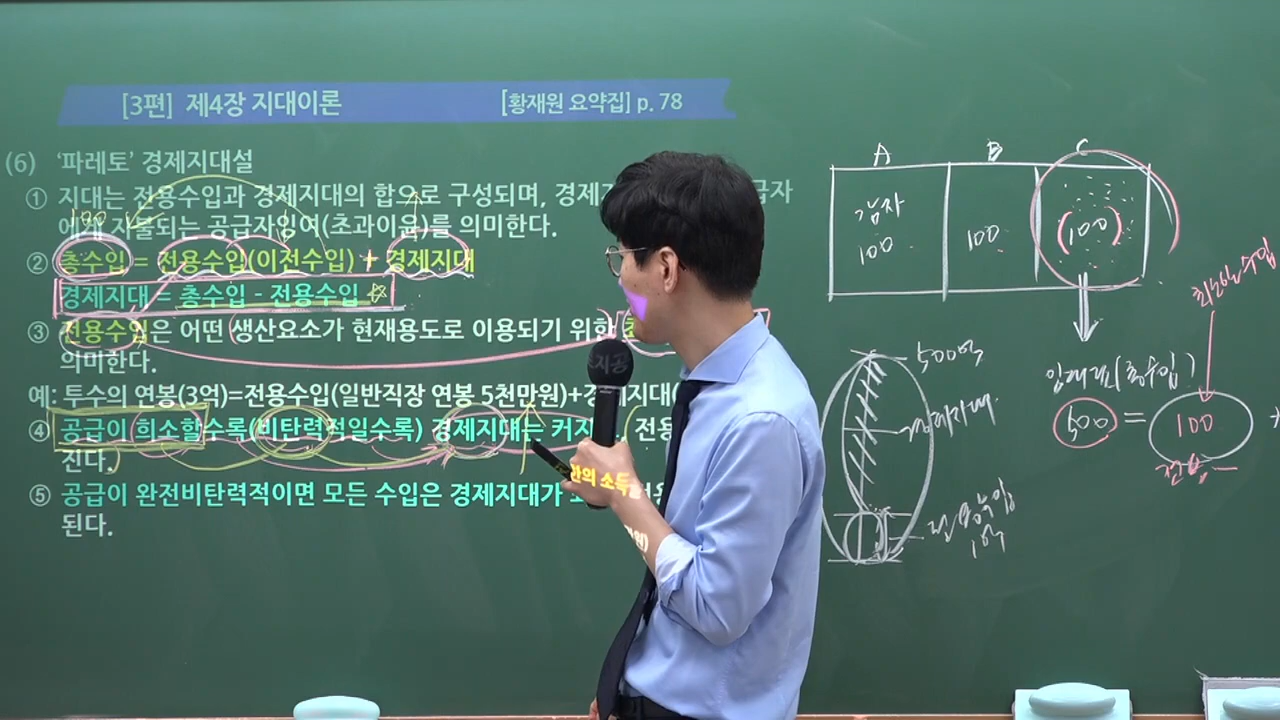 [3편] 제4장 지대이론 [황재원 요약집] p. 78
(6) '파레토' 경제지대설
① 지대는 전용수입과 경제지대의 합으로 구성되며, 급자
에게 지불되는 공급자잉여(초과이윤)를 의미한다.
100
② 총수입 = 전용수입(이전수입) + 경제지대
경제지대 = 총수입 - 전용수입
③ 전용수입은 어떤 생산요소가 현재용도로 이용되기 위한
의미한다.
예: 투수의 연봉(3억)=전용수입(일반직장 연봉 5천만원)+경제지대(
④ 공급이 희소할수록(비탄력적일수록) 경제지대는 커지
진다.
한의 소득
⑤ 공급이 완전비탄력적이면 모든 수입은 경제지대가
된다.
원)
A B C
감자
100 100 (100)
최소한 수입
500억
경제지대
전용수입
1억
임대료(총수입)
500 = 100 +
전용